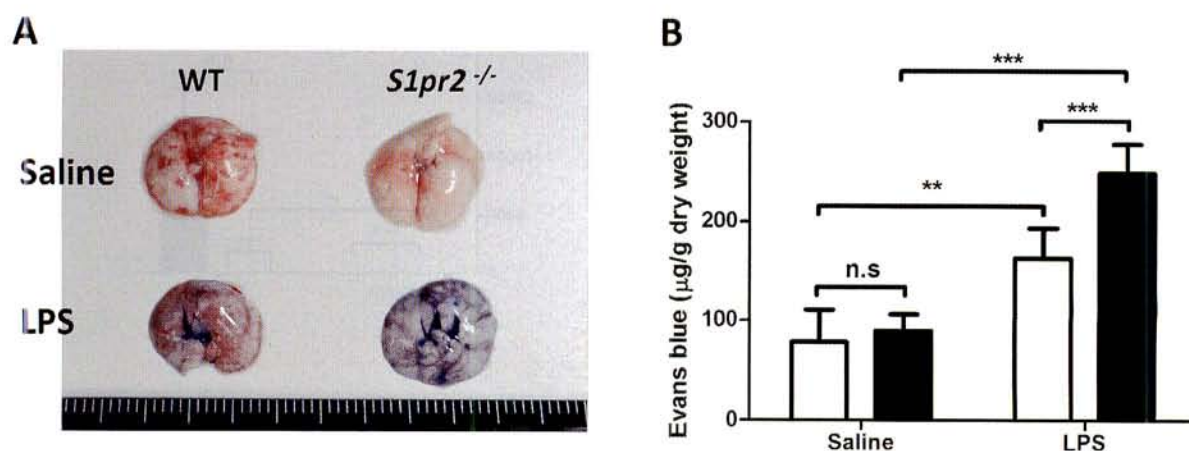 A
WT S1pr2 -/-
Saline
LPS
B
Evans blue (µg/g dry weight)
300
200
100
0
***
***
**
n.s
Saline LPS